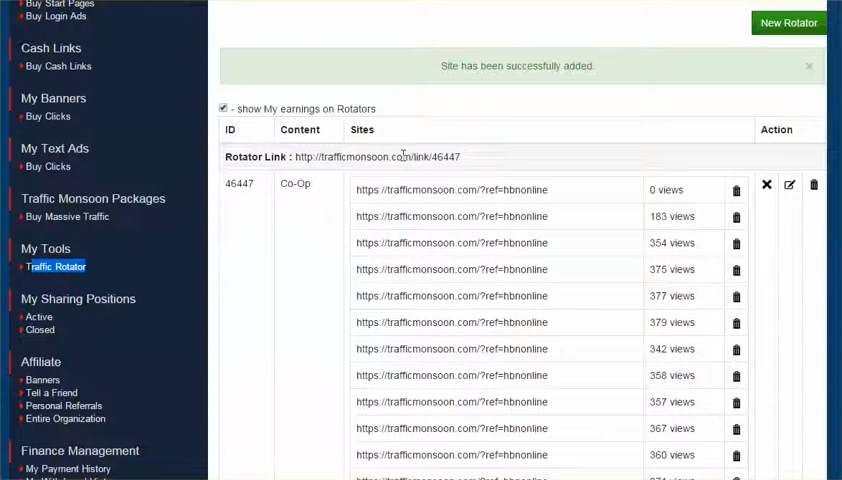 Buy Start Pages
Buy Login Ads
Cash Links
Buy Cash Links
My Banners
Buy Clicks
My Text Ads
Buy Clicks
Traffic Monsoon Packages
Buy Massive Traffic
My Tools
Traffic Rotator
My Sharing Positions
Active
Closed
Affiliate
Banners
Tell a Friend
Personal Referrals
Entire Organization
Finance Management
My Payment History
New Rotator
Site has been successfully added. ×
- show My earnings on Rotators
ID Content Sites Action
Rotator Link : http://trafficmonsoon.com/link/46447
46447 Co-Op https://trafficmonsoon.com/?ref=hbnonline 0 views
https://trafficmonsoon.com/?ref=hbnonline 183 views
https://trafficmonsoon.com/?ref=hbnonline 354 views
https://trafficmonsoon.com/?ref=hbnonline 375 views
https://trafficmonsoon.com/?ref=hbnonline 377 views
https://trafficmonsoon.com/?ref=hbnonline 379 views
https://trafficmonsoon.com/?ref=hbnonline 342 views
https://trafficmonsoon.com/?ref=hbnonline 358 views
https://trafficmonsoon.com/?ref=hbnonline 357 views
https://trafficmonsoon.com/?ref=hbnonline 367 views
https://trafficmonsoon.com/?ref=hbnonline 360 views